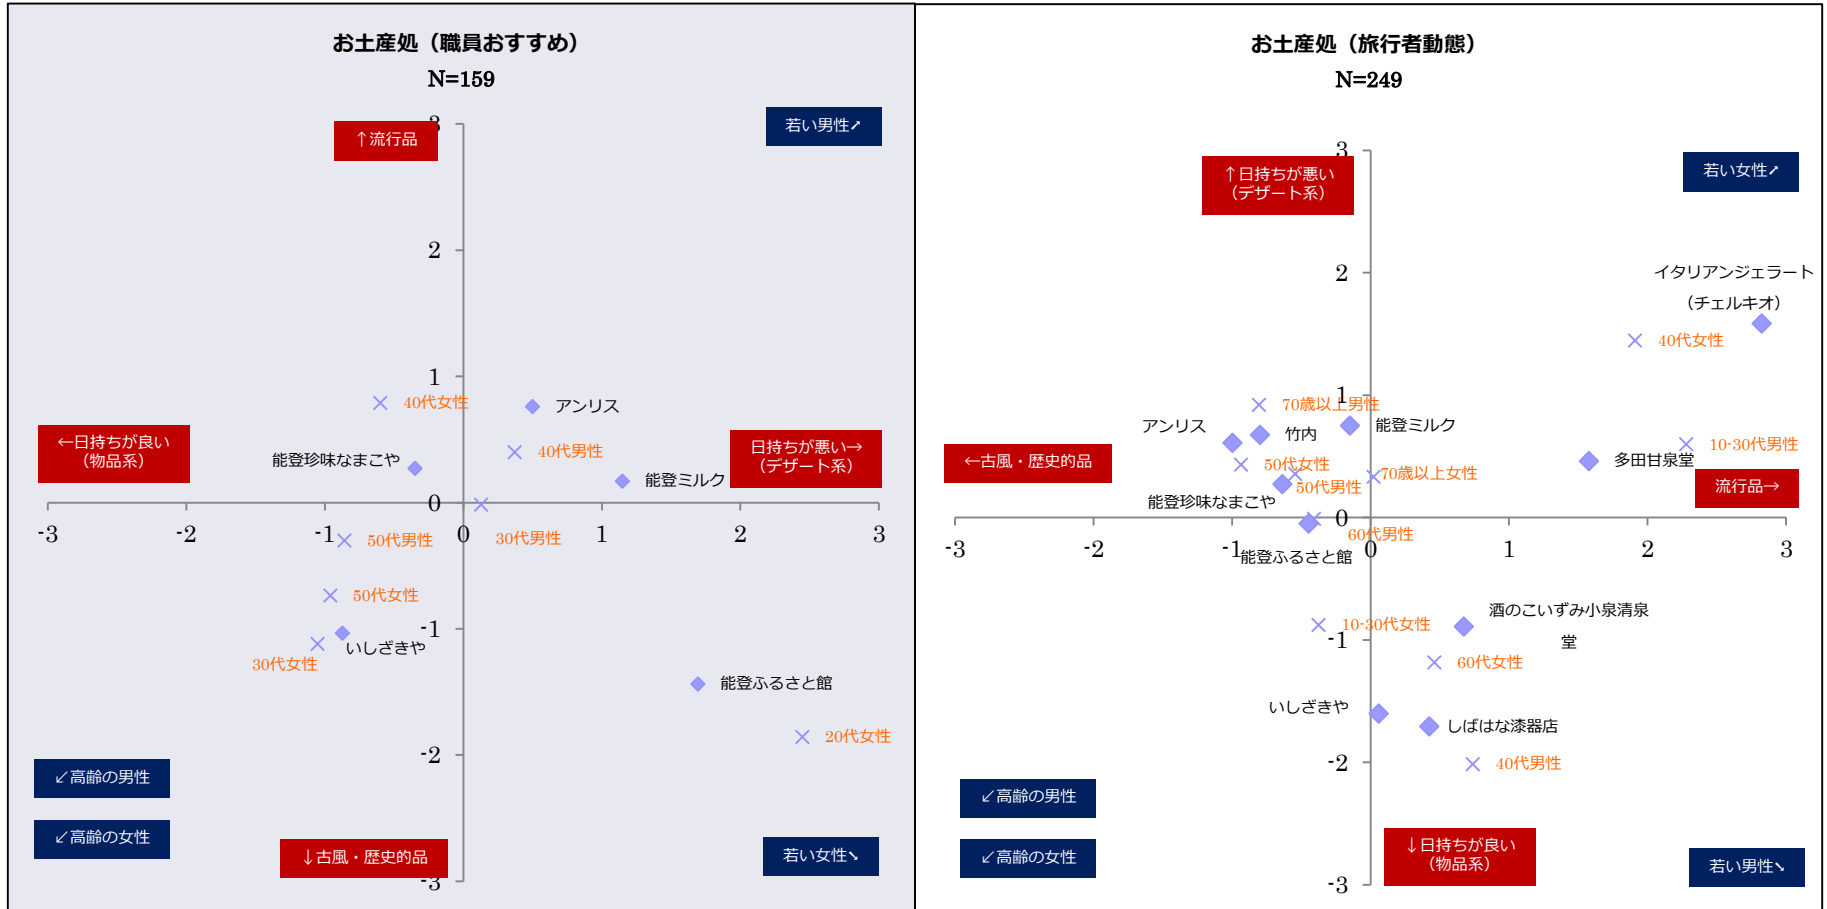 お土産処（職員おすすめ）
N=159
3
↑流行品
若い男性↗
2
1
40代女性
アンリス
40代男性
←日持ちが良い
（物品系）
日持ちが悪い→
（デザート系）
能登珍味なまこや
能登ミルク
0
-3
-2
-1
0
1
2
3
50代男性
30代男性
50代女性
-1
いしざきや
30代女性
能登ふるさと館
20代女性
-2
↙高齢の男性
↙高齢の女性
↓古風・歴史的品
若い女性↘
-3
お土産処（旅行者動態）
N=249
3
↑日持ちが悪い
（デザート系）
若い女性↗
2
イタリアンジェラート
（チェルキオ）
40代女性
1
70歳以上男性
アンリス
竹内
能登ミルク
10-30代男性
←古風・歴史的品
50代女性
70歳以上女性
多田甘泉堂
50代男性
流行品→
能登珍味なまこや
0
60代男性
-3
-2
-1
0
1
2
3
能登ふるさと館
10-30代女性
酒のこいずみ小泉清泉
堂
-1
60代女性
いしざきや
しばはな漆器店
-2
40代男性
↙高齢の男性
↙高齢の女性
↓日持ちが良い
（物品系）
若い男性↘
-3